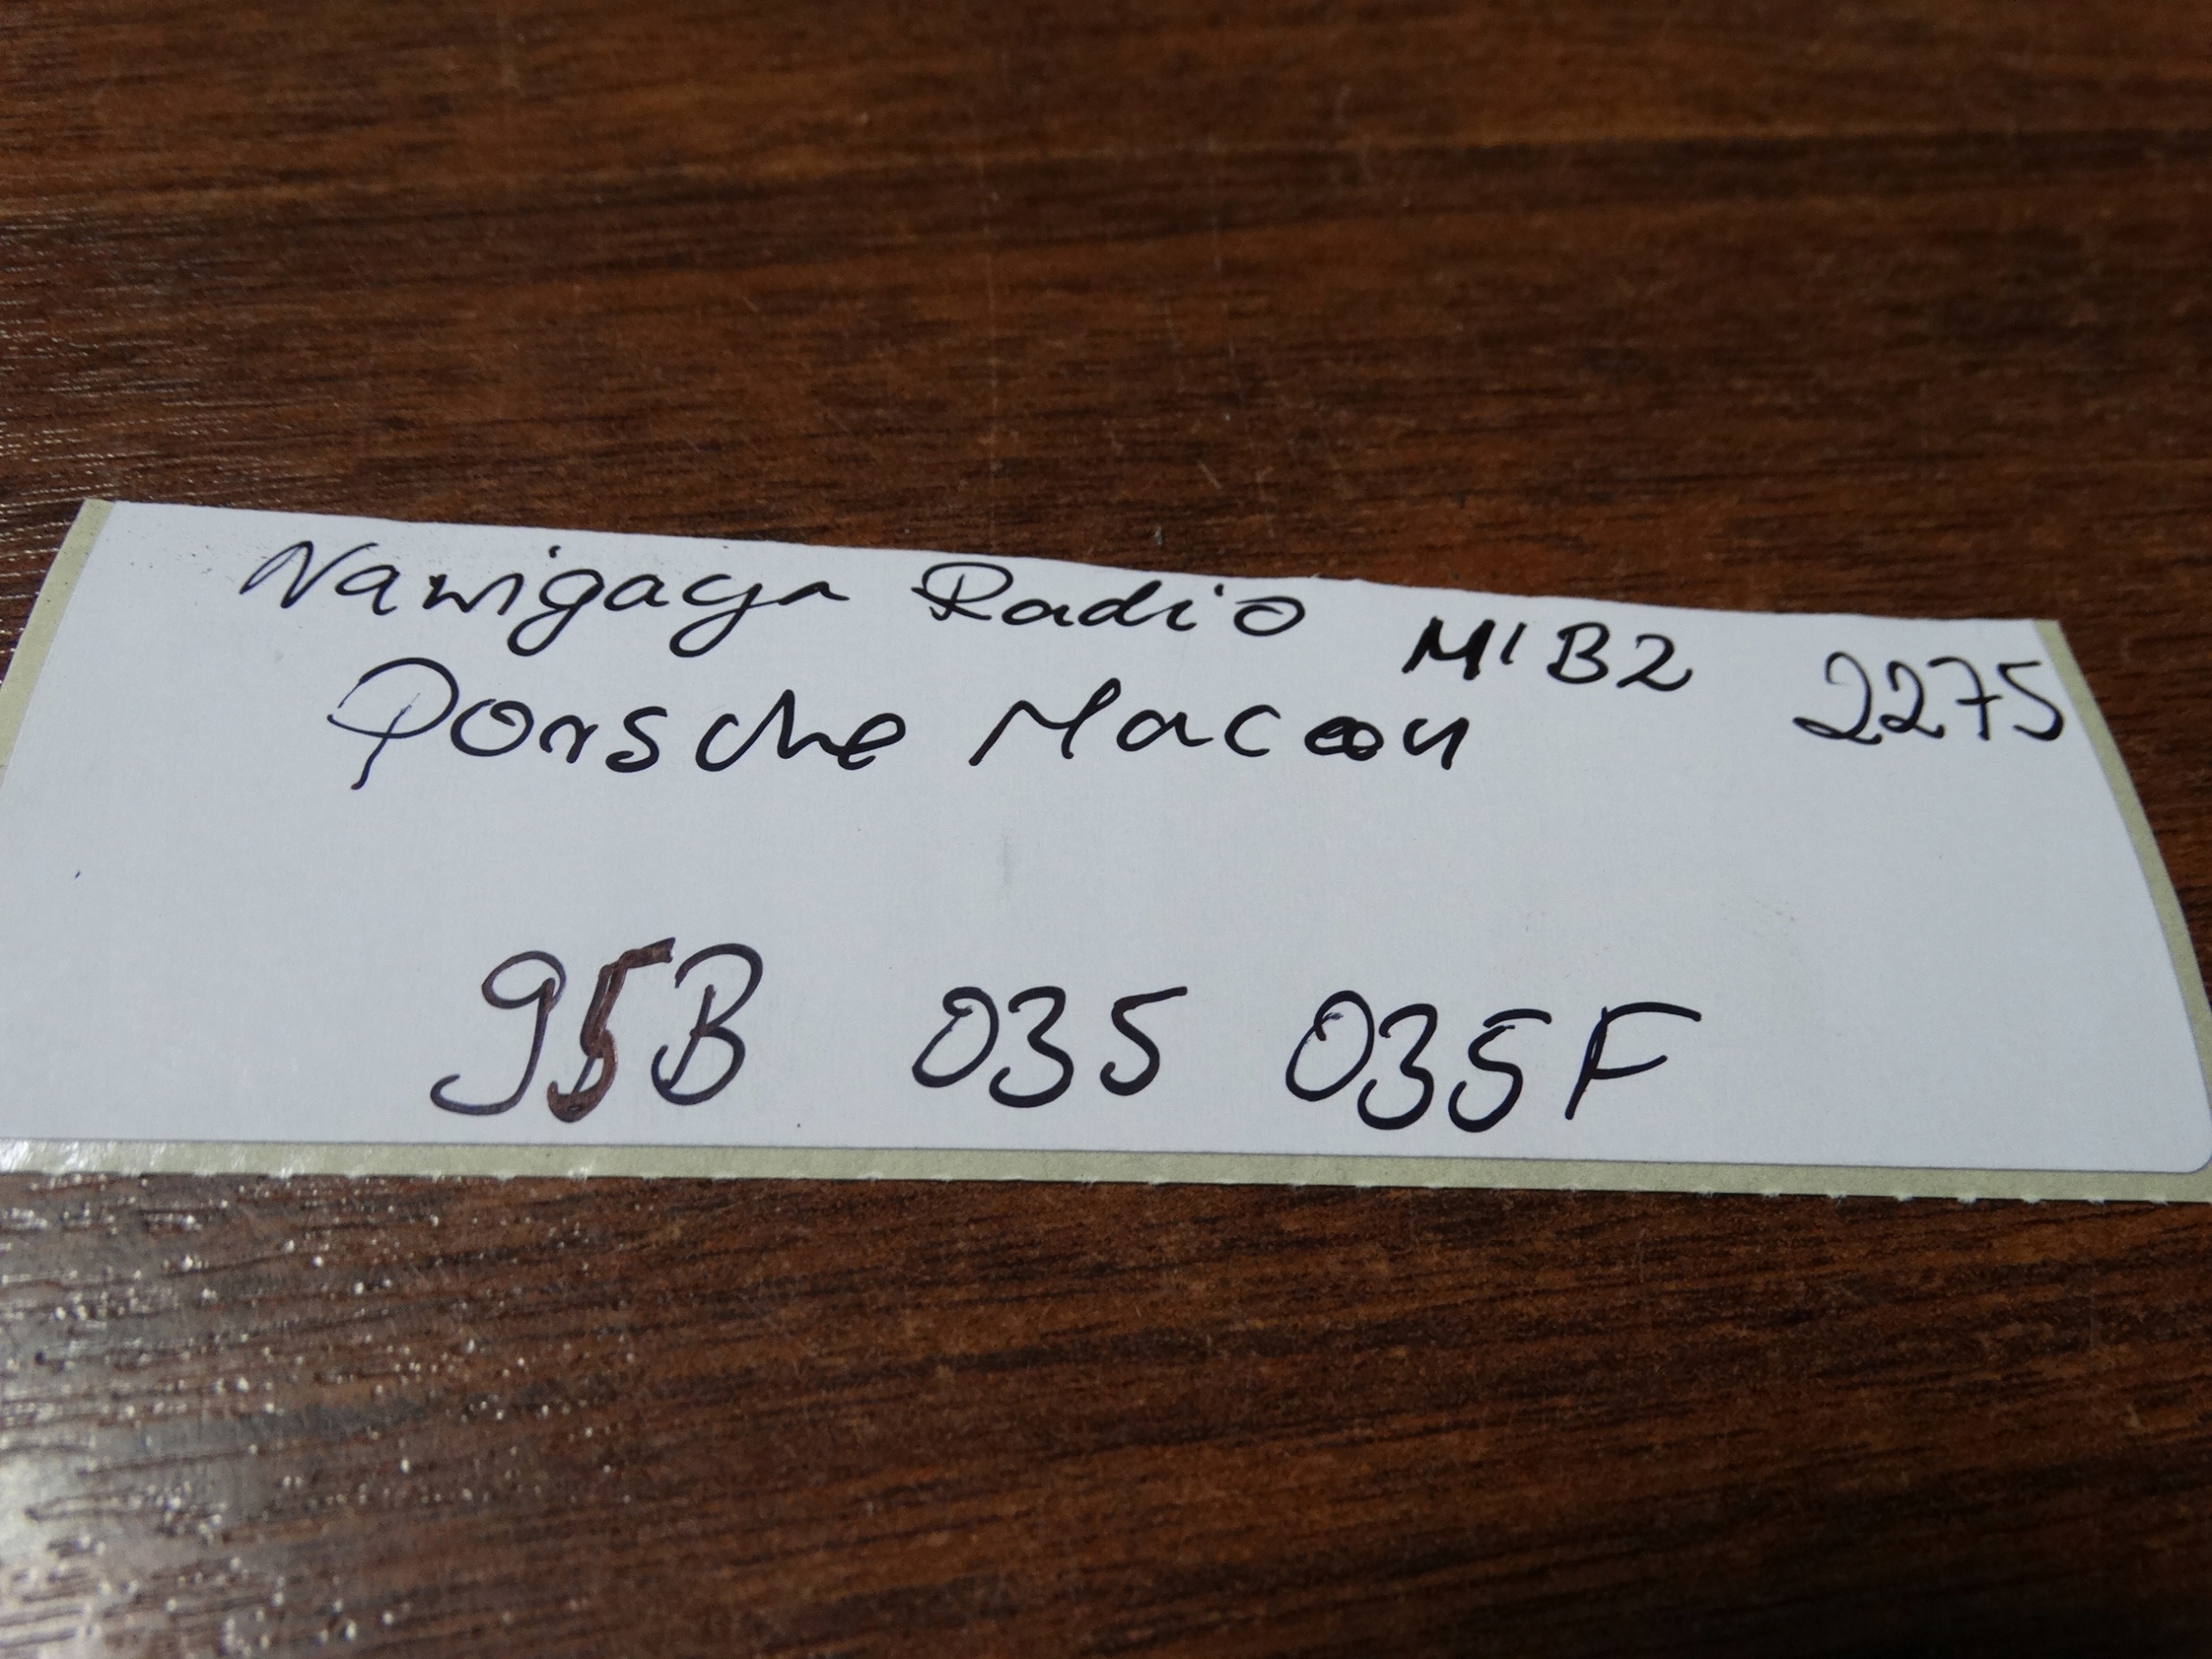 Nawigacja Radio MIB2 2275
Porsche Macan
95B 035 035F